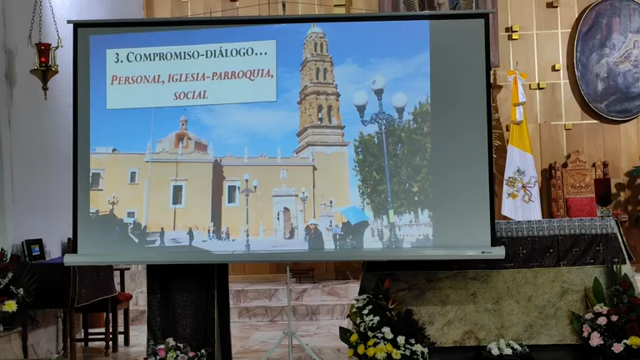 3. COMPROMISO-DIÁLOGO...
PERSONAL, IGLESIA-PARROQUIA,
SOCIAL